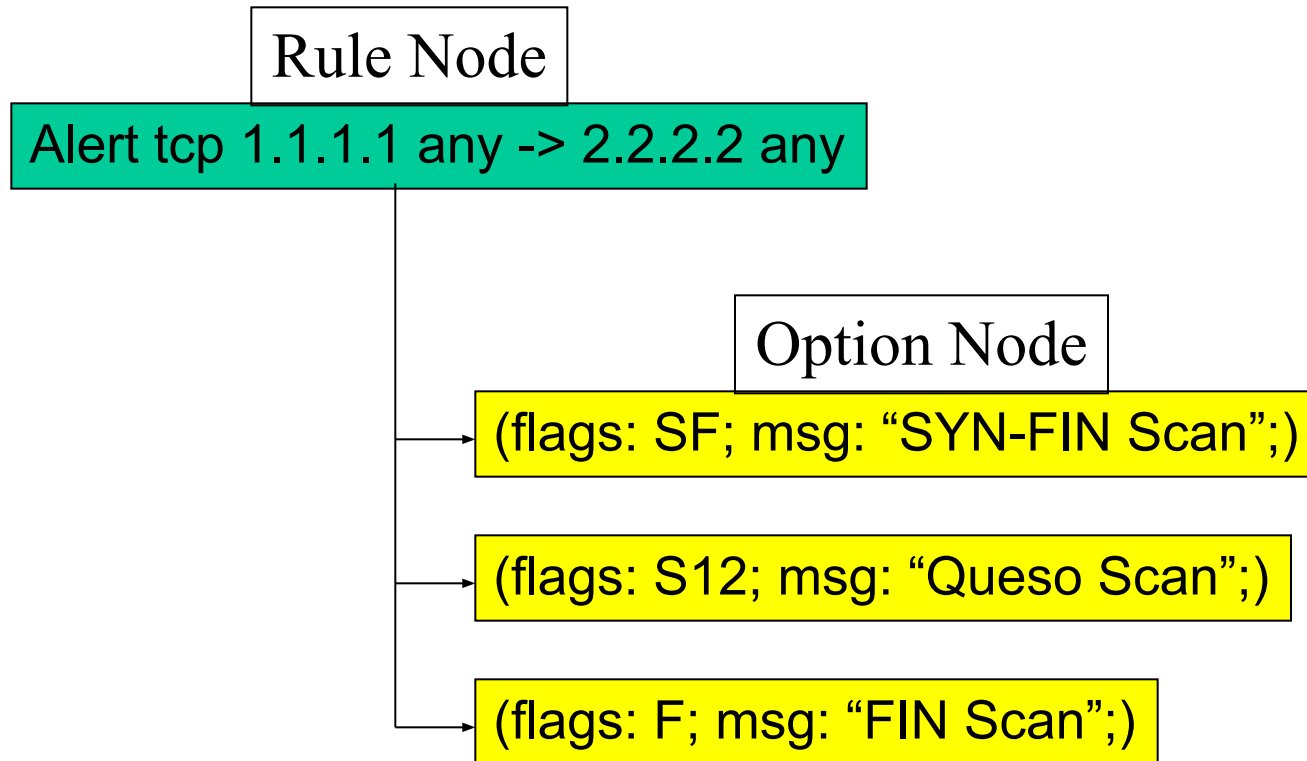 Rule Node
Alert tcp 1.1.1.1 any -> 2.2.2.2 any
Option Node
(flags: SF; msg: “SYN-FIN Scan”;)
(flags: S12; msg: “Queso Scan”;)
(flags: F; msg: “FIN Scan”;)